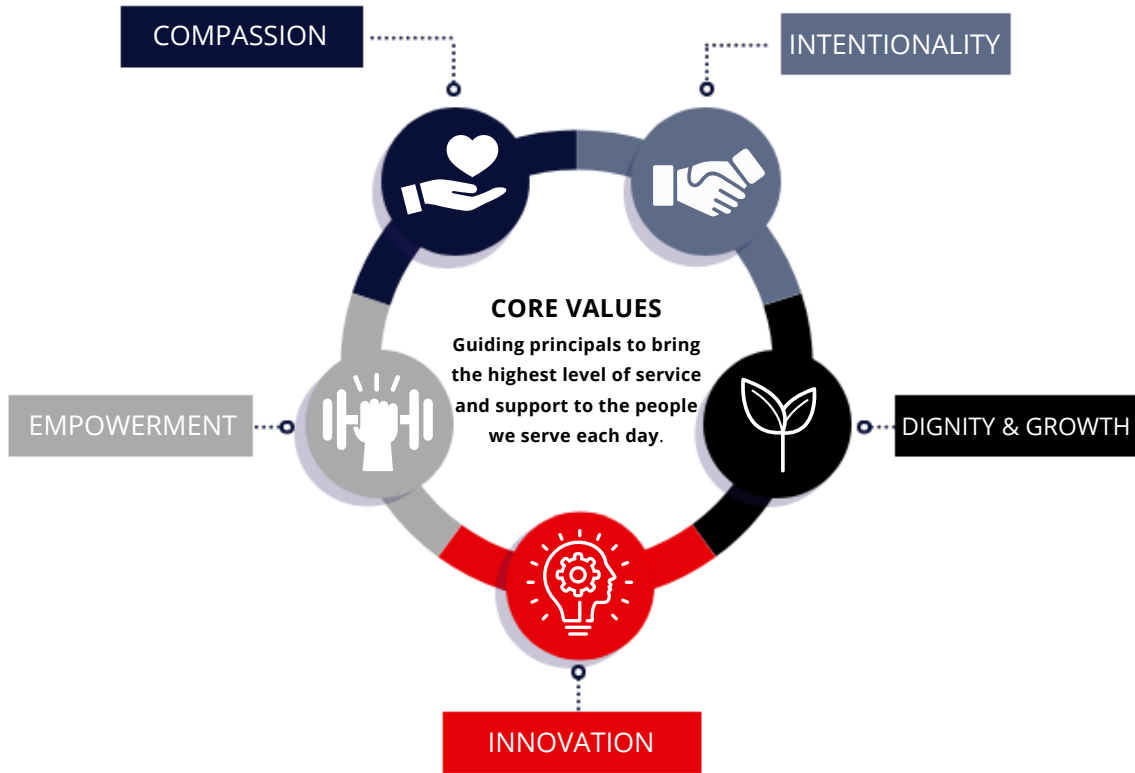 COMPASSION
INTENTIONALITY
CORE VALUES
Guiding principals to bring
the highest level of service
and support to the people
we serve each day.
EMPOWERMENT
DIGNITY & GROWTH
INNOVATION